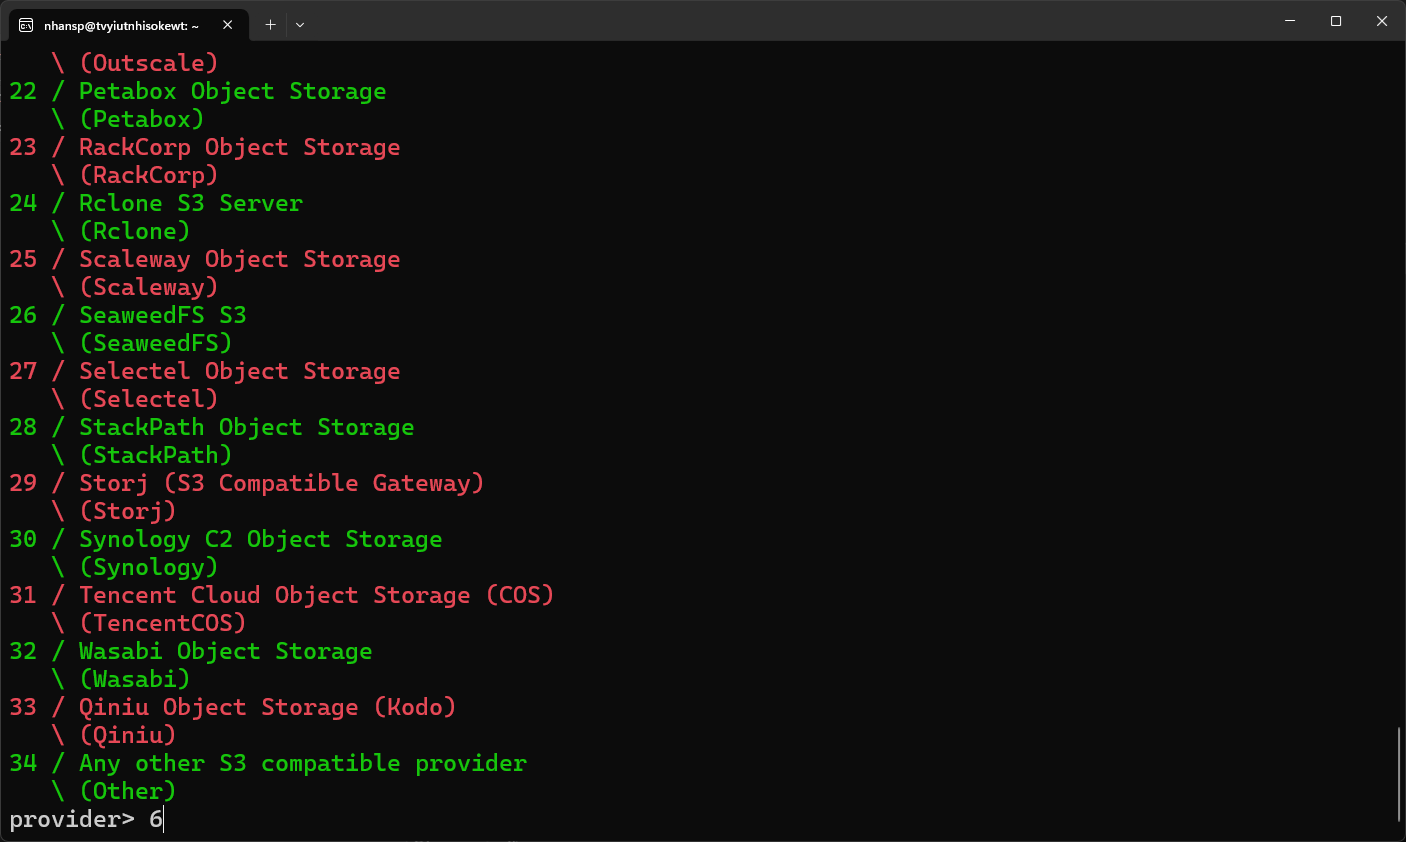 nhansp@tvyiutnhisokewt: ~
\ (Outscale)
22 / Petabox Object Storage
\ (Petabox)
23 / RackCorp Object Storage
\ (RackCorp)
24 / Rclone S3 Server
\ (Rclone)
25 / Scaleway Object Storage
\ (Scaleway)
26 / SeaweedFS S3
\ (SeaweedFS)
27 / Selectel Object Storage
\ (Selectel)
28 / StackPath Object Storage
\ (StackPath)
29 / Storj (S3 Compatible Gateway)
\ (Storj)
30 / Synology C2 Object Storage
\ (Synology)
31 / Tencent Cloud Object Storage (COS)
\ (TencentCOS)
32 / Wasabi Object Storage
\ (Wasabi)
33 / Qiniu Object Storage (Kodo)
\ (Qiniu)
34 / Any other S3 compatible provider
\ (Other)
provider> 6